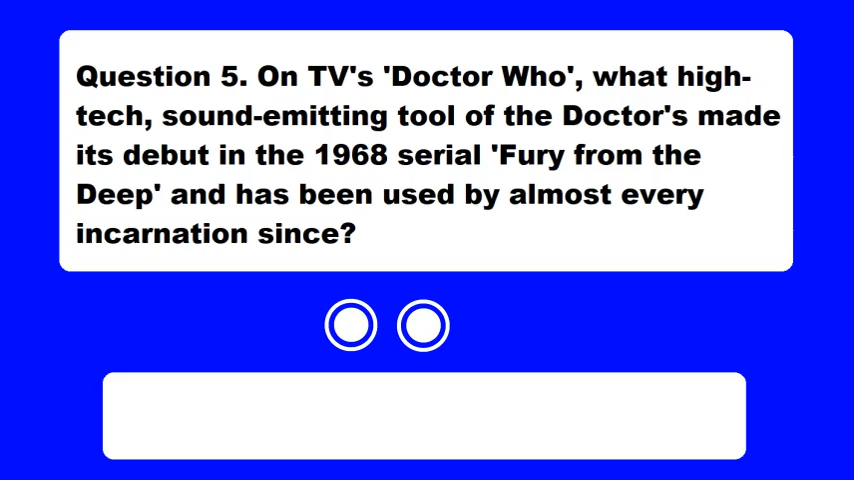 Question 5. On TV's 'Doctor Who', what high-
tech, sound-emitting tool of the Doctor's made
its debut in the 1968 serial 'Fury from the
Deep' and has been used by almost every
incarnation since?